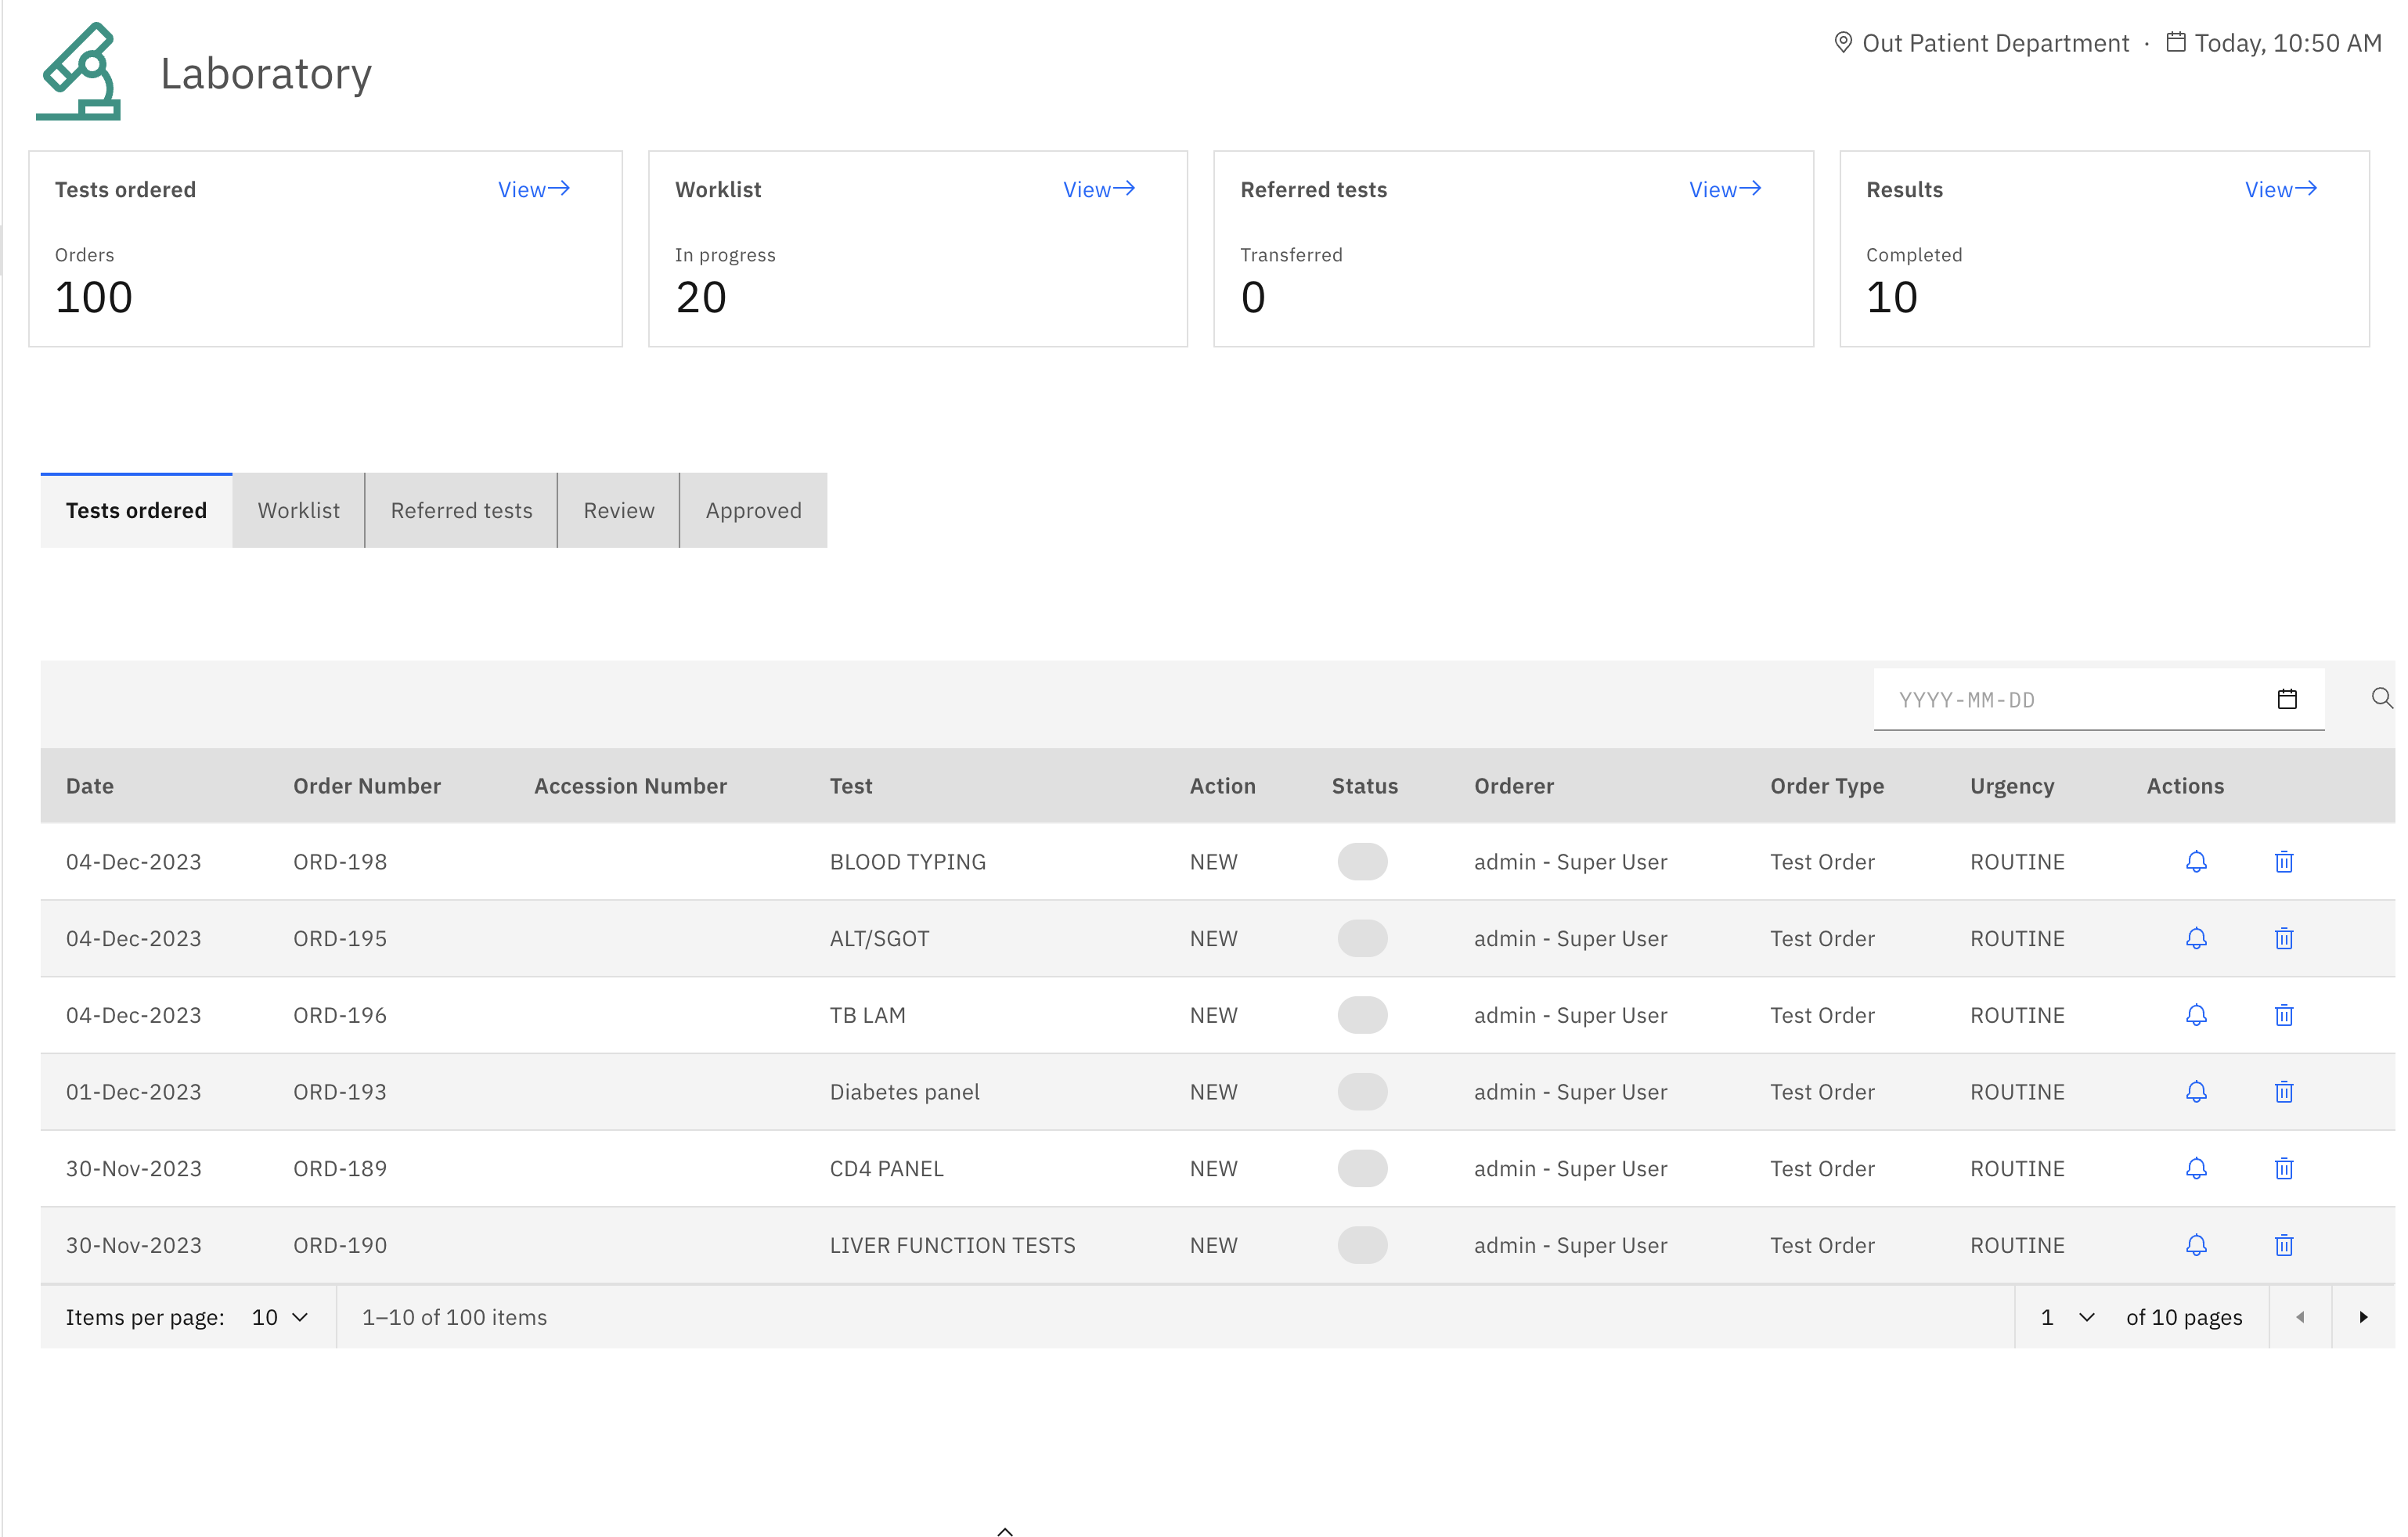 Laboratory
Out Patient Department · Today, 10:50 AM
Tests ordered View
Orders
100
Worklist View
In progress
20
Referred tests View
Transferred
0
Results View
Completed
10
Tests ordered Worklist Referred tests Review Approved
YYYY-MM-DD
Date Order Number Accession Number Test Action Status Orderer Order Type Urgency Actions
04-Dec-2023 ORD-198 BLOOD TYPING NEW admin - Super User Test Order ROUTINE
04-Dec-2023 ORD-195 ALT/SGOT NEW admin - Super User Test Order ROUTINE
04-Dec-2023 ORD-196 TB LAM NEW admin - Super User Test Order ROUTINE
01-Dec-2023 ORD-193 Diabetes panel NEW admin - Super User Test Order ROUTINE
30-Nov-2023 ORD-189 CD4 PANEL NEW admin - Super User Test Order ROUTINE
30-Nov-2023 ORD-190 LIVER FUNCTION TESTS NEW admin - Super User Test Order ROUTINE
Items per page: 10 1–10 of 100 items 1 of 10 pages